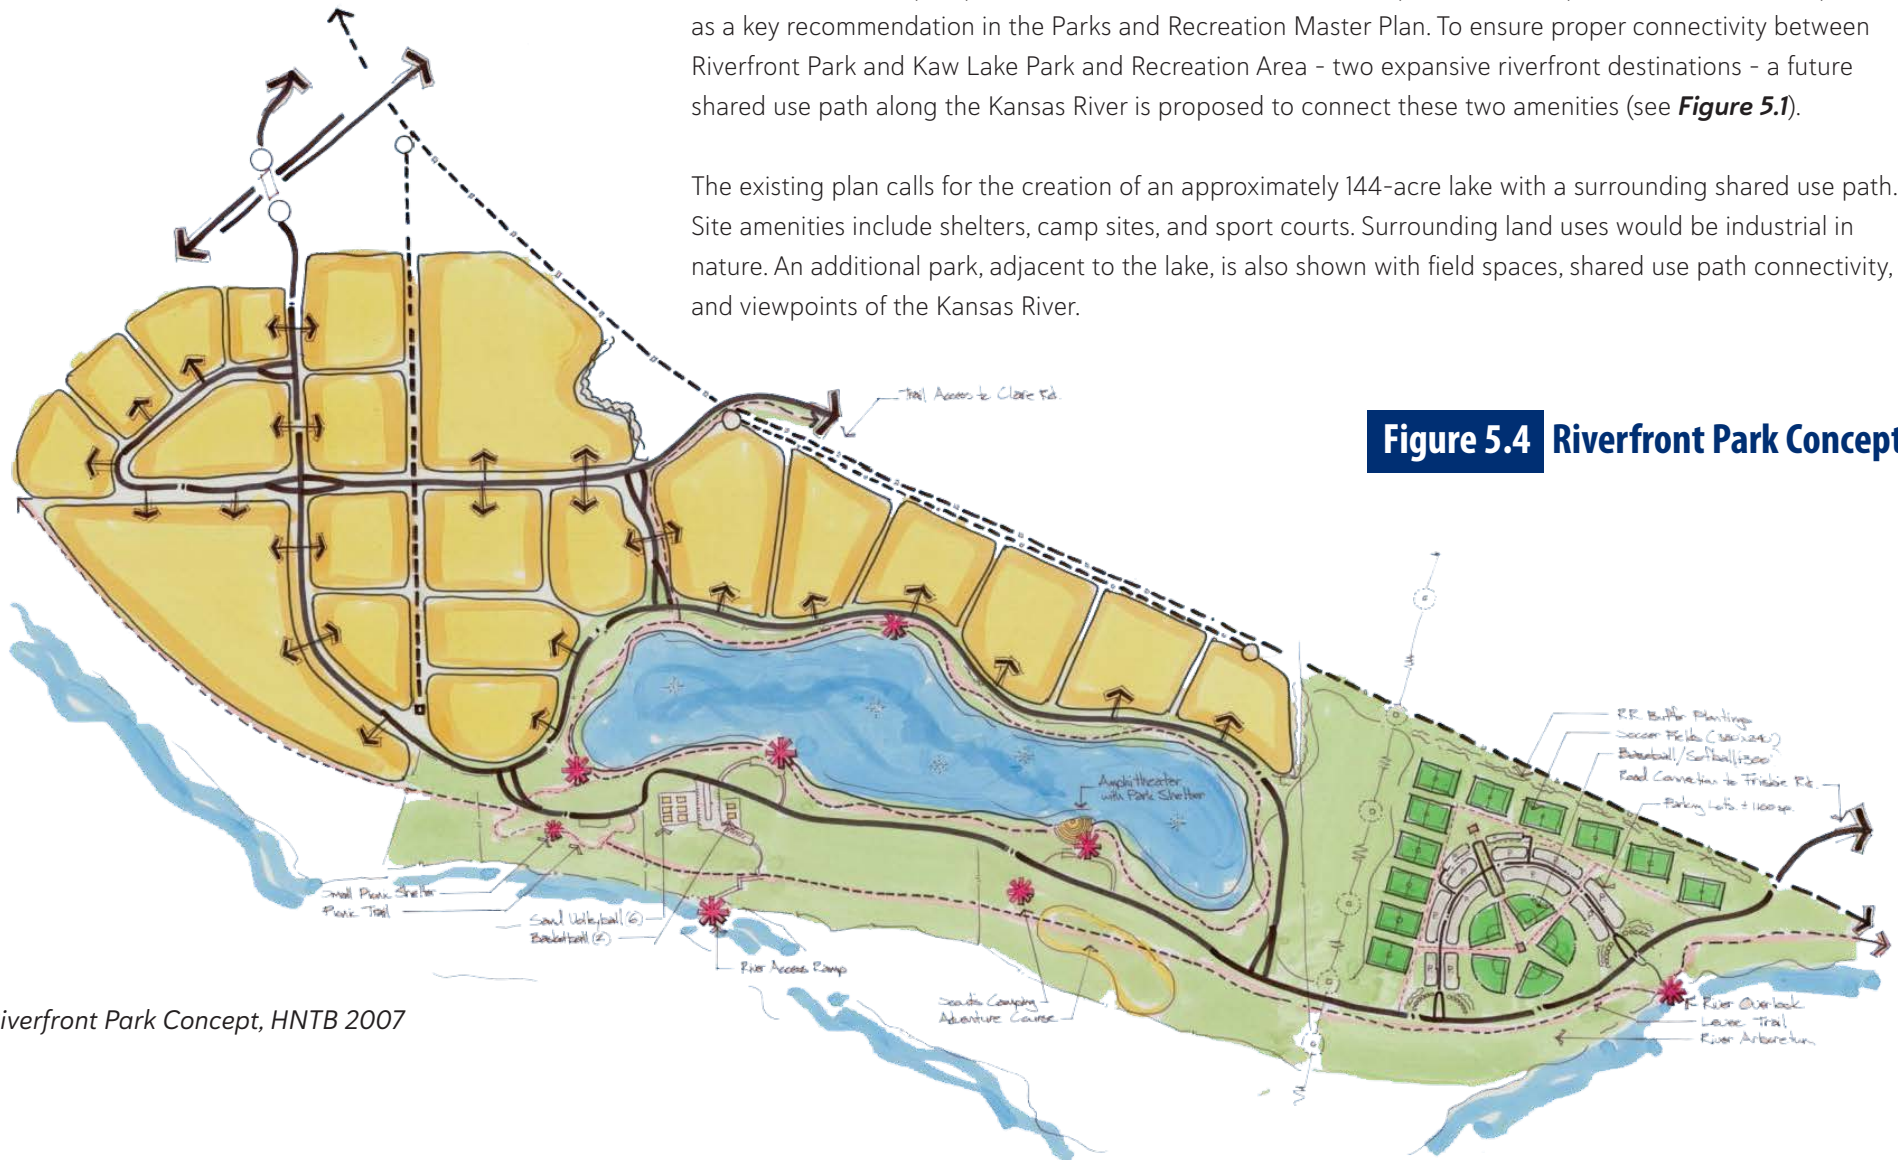 as a key recommendation in the Parks and Recreation Master Plan. To ensure proper connectivity between
Riverfront Park and Kaw Lake Park and Recreation Area - two expansive riverfront destinations - a future
shared use path along the Kansas River is proposed to connect these two amenities (see Figure 5.1).
The existing plan calls for the creation of an approximately 144-acre lake with a surrounding shared use path.
Site amenities include shelters, camp sites, and sport courts. Surrounding land uses would be industrial in
nature. An additional park, adjacent to the lake, is also shown with field spaces, shared use path connectivity,
and viewpoints of the Kansas River.
Trail Access to Clare Rd.
Figure 5.4 Riverfront Park Concept
R.R. Buffer Plantings
Soccer Fields
Baseball/Softball ±300'
Road Connection to Frisbie Rd.
Parking Lots ± 1100 sp.
Amphitheater
with Park Shelter
Small Picnic Shelter
Picnic Trail
Sand Volleyball (6)
Basketball (2)
River Access Ramp
Scouts Camping
Adventure Course
River Overlook
Levee Trail
River Arboretum
iverfront Park Concept, HNTB 2007